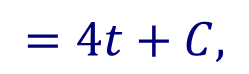 = 4t + C,